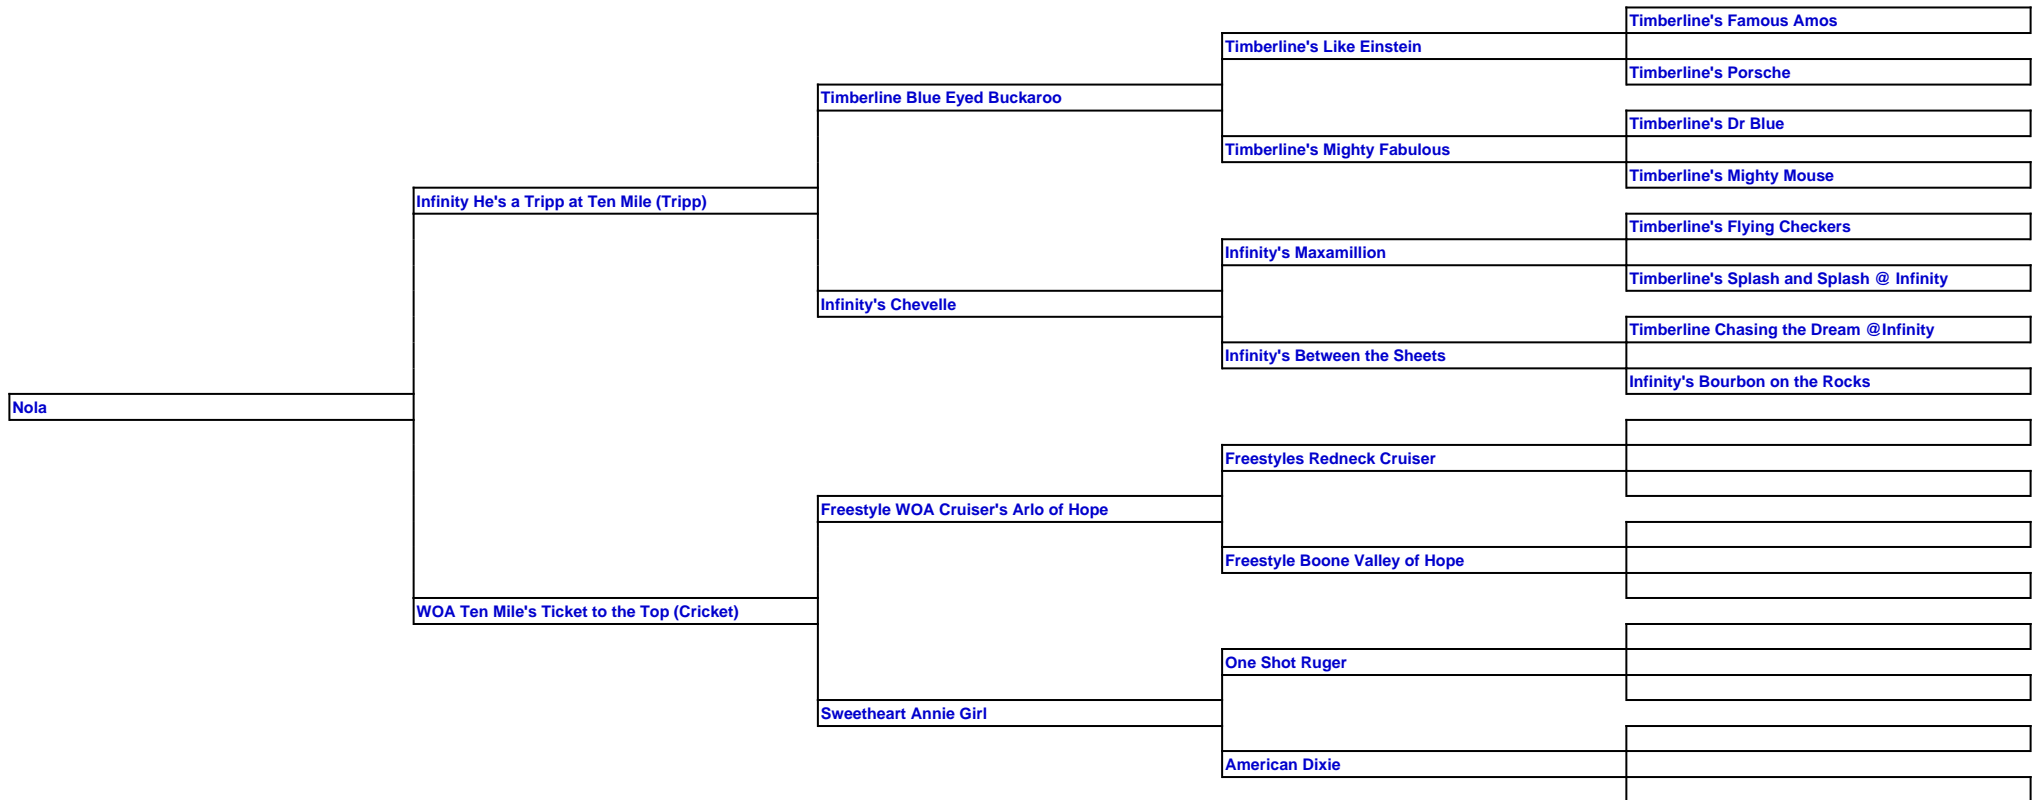 Timberline's Famous Amos
Timberline's Like Einstein
Timberline's Porsche
Timberline Blue Eyed Buckaroo
Timberline's Dr Blue
Timberline's Mighty Fabulous
Timberline's Mighty Mouse
Infinity He's a Tripp at Ten Mile (Tripp)
Timberline's Flying Checkers
Infinity's Maxamillion
Timberline's Splash and Splash @ Infinity
Infinity's Chevelle
Timberline Chasing the Dream @Infinity
Infinity's Between the Sheets
Infinity's Bourbon on the Rocks
Nola
Freestyles Redneck Cruiser
Freestyle WOA Cruiser's Arlo of Hope
Freestyle Boone Valley of Hope
WOA Ten Mile's Ticket to the Top (Cricket)
One Shot Ruger
Sweetheart Annie Girl
American Dixie